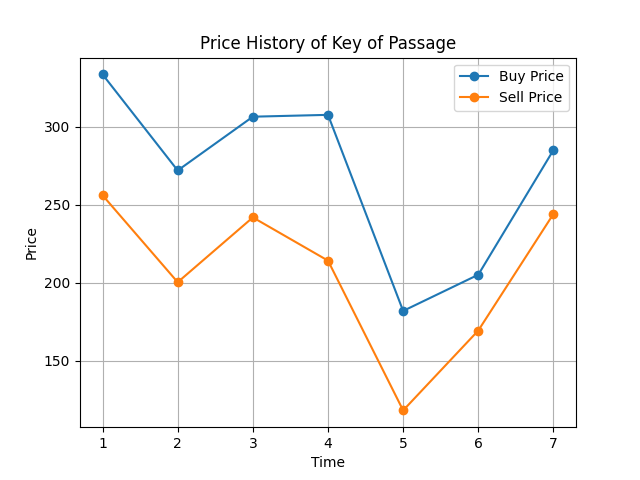 Price History of Key of Passage
Buy Price
Sell Price
300
250
200
150
Price
1 2 3 4 5 6 7
Time